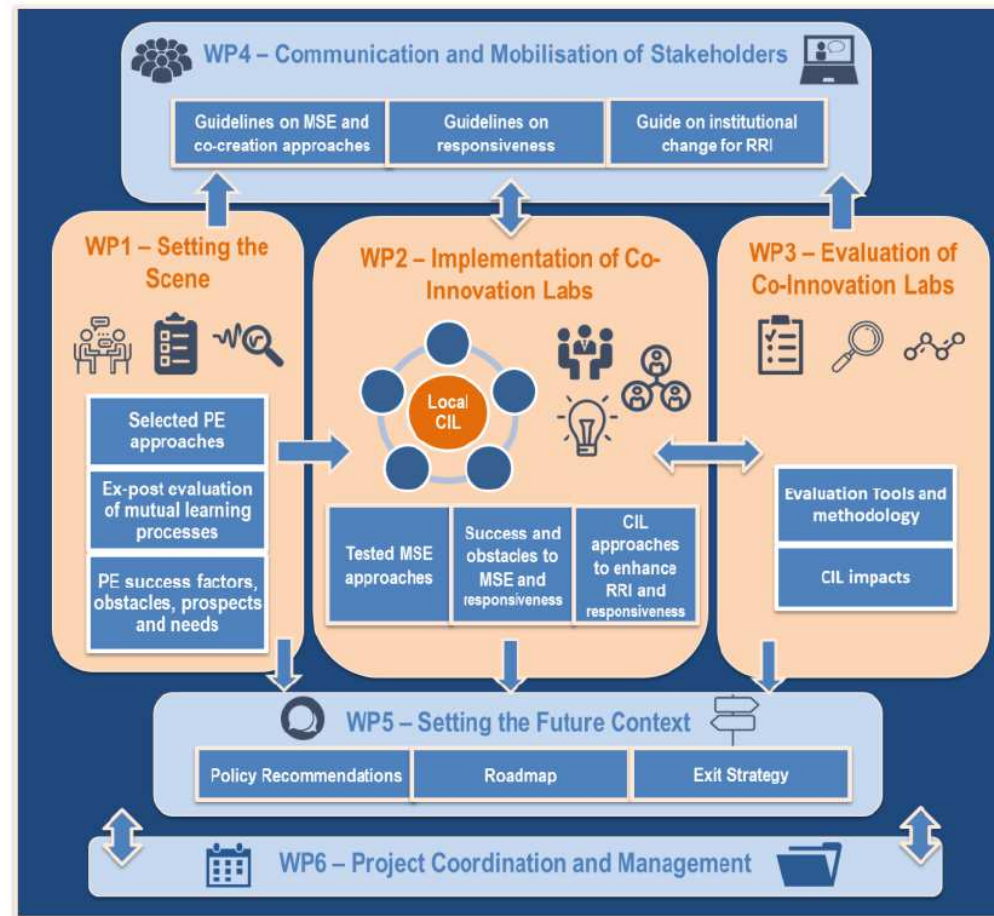 WP4 – Communication and Mobilisation of Stakeholders
Guidelines on MSE and
co-creation approaches
Guidelines on
responsiveness
Guide on institutional
change for RRI
WP1 – Setting the
Scene
Selected PE
approaches
Ex-post evaluation
of mutual learning
processes
PE success factors,
obstacles, prospects
and needs
WP2 – Implementation of Co-
Innovation Labs
Local
CIL
Tested MSE
approaches
Success and
obstacles to
MSE and
responsiveness
CIL
approaches
to enhance
RRI and
responsiveness
WP3 – Evaluation of
Co-Innovation Labs
Evaluation Tools and
methodology
CIL impacts
WP5 – Setting the Future Context
Policy Recommendations
Roadmap
Exit Strategy
WP6 – Project Coordination and Management